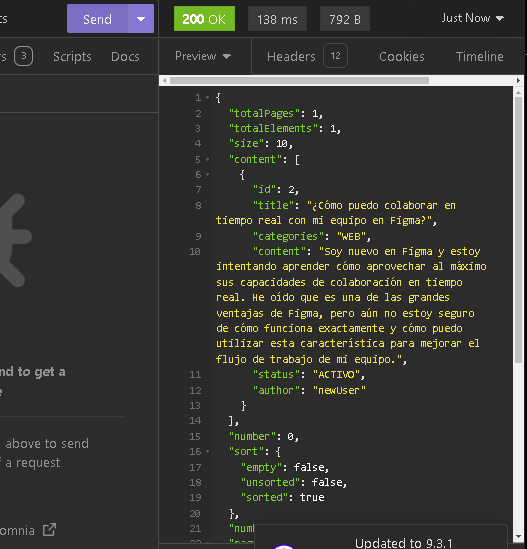 Send
200 OK
138 ms
792 B
Just Now
3
Scripts
Docs
Preview
Headers
12
Cookies
Timeline
1 {
2 "totalPages": 1,
3 "totalElements": 1,
4 "size": 10,
5 "content": [
6 {
7 "id": 2,
8 "title": "¿Cómo puedo colaborar en
tiempo real con mi equipo en Figma?",
9 "categories": "WEB",
10 "content": "Soy nuevo en Figma y estoy
intentando aprender cómo aprovechar al máximo
sus capacidades de colaboración en tiempo
real. He oído que es una de las grandes
ventajas de Figma, pero aún no estoy seguro
de cómo funciona exactamente y cómo puedo
utilizar esta característica para mejorar el
flujo de trabajo de mi equipo.",
11 "status": "ACTIVO",
12 "author": "newUser"
13 }
14 ],
15 "number": 0,
16 "sort": {
17 "empty": false,
18 "unsorted": false,
19 "sorted": true
20 },
21
to get a
above to send
a request
Updated to 9.3.1